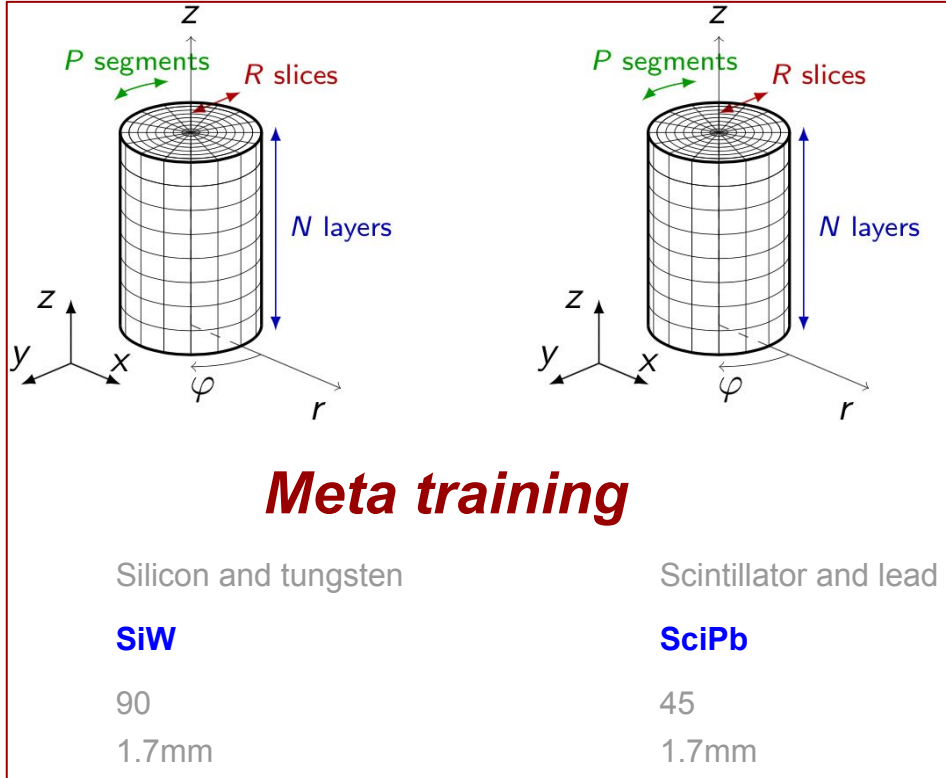 z
P segments
R slices
N layers
z
y
x
φ
r
z
P segments
R slices
N layers
z
y
x
φ
r
Meta training
Silicon and tungsten
Scintillator and lead
SiW
SciPb
90
45
1.7mm
1.7mm